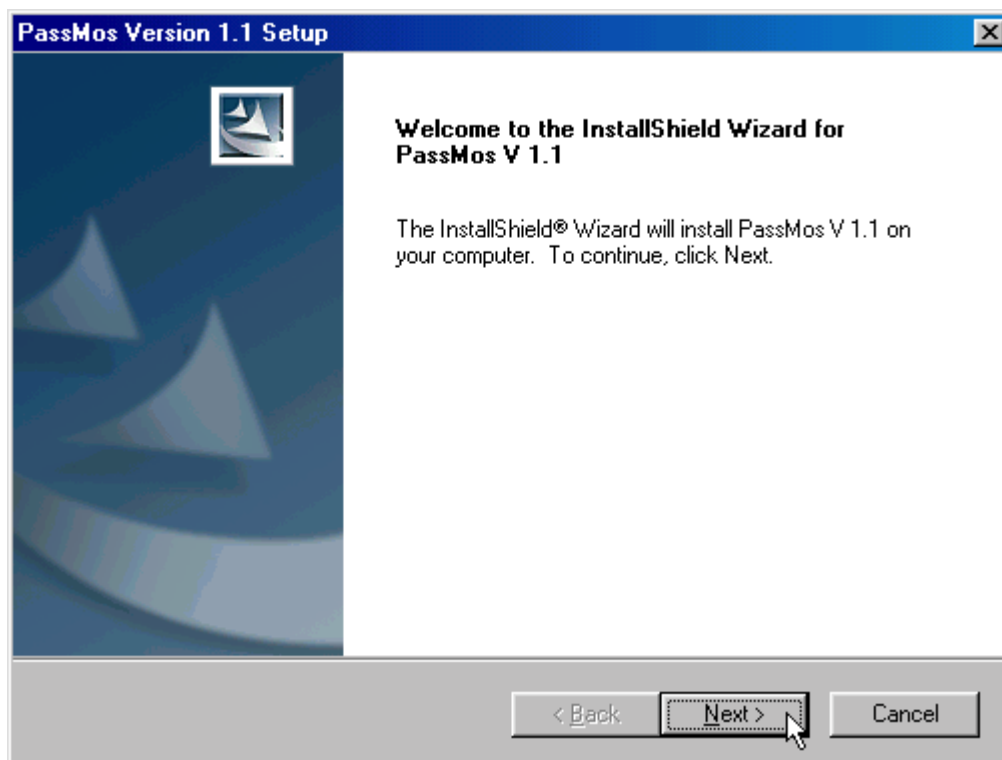 PassMos Version 1.1 Setup
Welcome to the InstallShield Wizard for
PassMos V 1.1
The InstallShield® Wizard will install PassMos V 1.1 on
your computer.  To continue, click Next.
< Back
Next >
Cancel